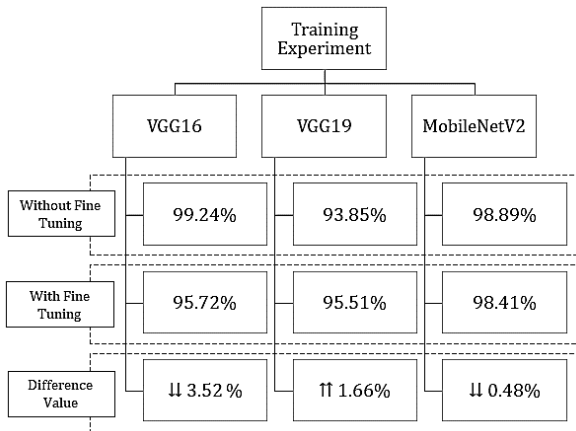 Training
Experiment
VGG16
VGG19
MobileNetV2
Without Fine
Tuning
99.24%
93.85%
98.89%
With Fine
Tuning
95.72%
95.51%
98.41%
Difference
Value
⇊ 3.52 %
⇈ 1.66%
⇊ 0.48%